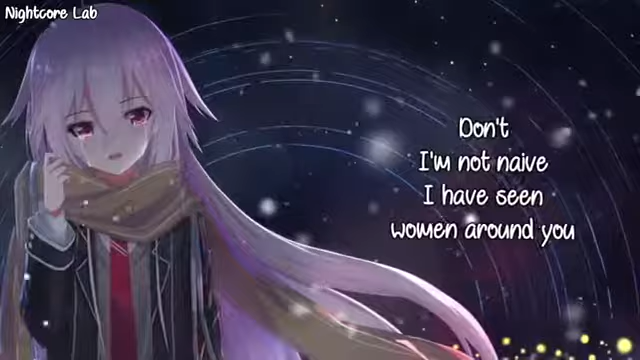 Nightcore Lab
Don't
I'm not naive
I have seen
women around you